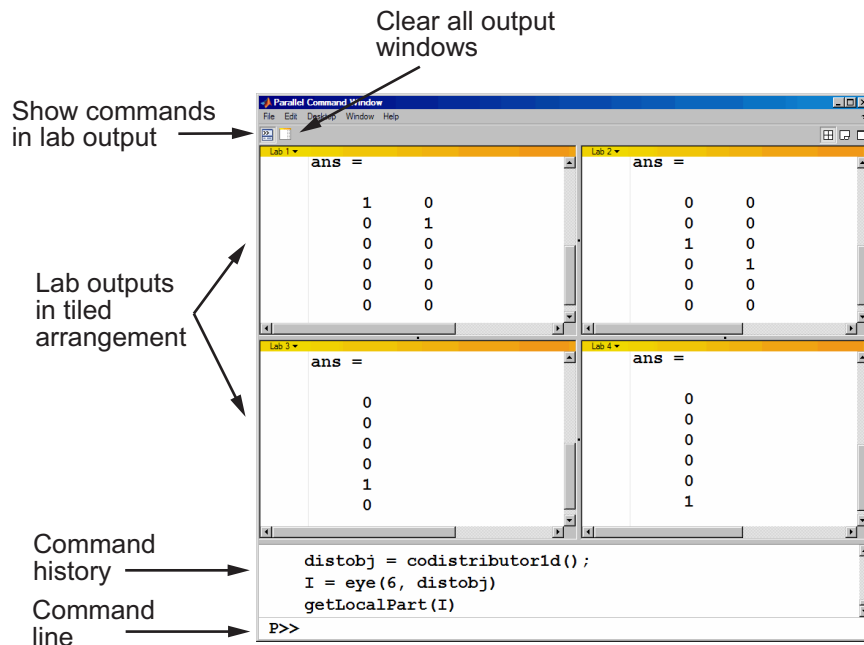 Clear all output
windows
Show commands
in lab output
Parallel Command Window
File Edit Desktop Window Help
Lab 1
ans =
1 0
0 1
0 0
0 0
0 0
0 0
Lab 2
ans =
0 0
0 0
1 0
0 1
0 0
0 0
Lab outputs
in tiled
arrangement
Lab 3
ans =
0
0
0
0
1
0
Lab 4
ans =
0
0
0
0
0
1
Command
history
distobj = codistributor1d();
I = eye(6, distobj)
getLocalPart(I)
Command
line
P>>